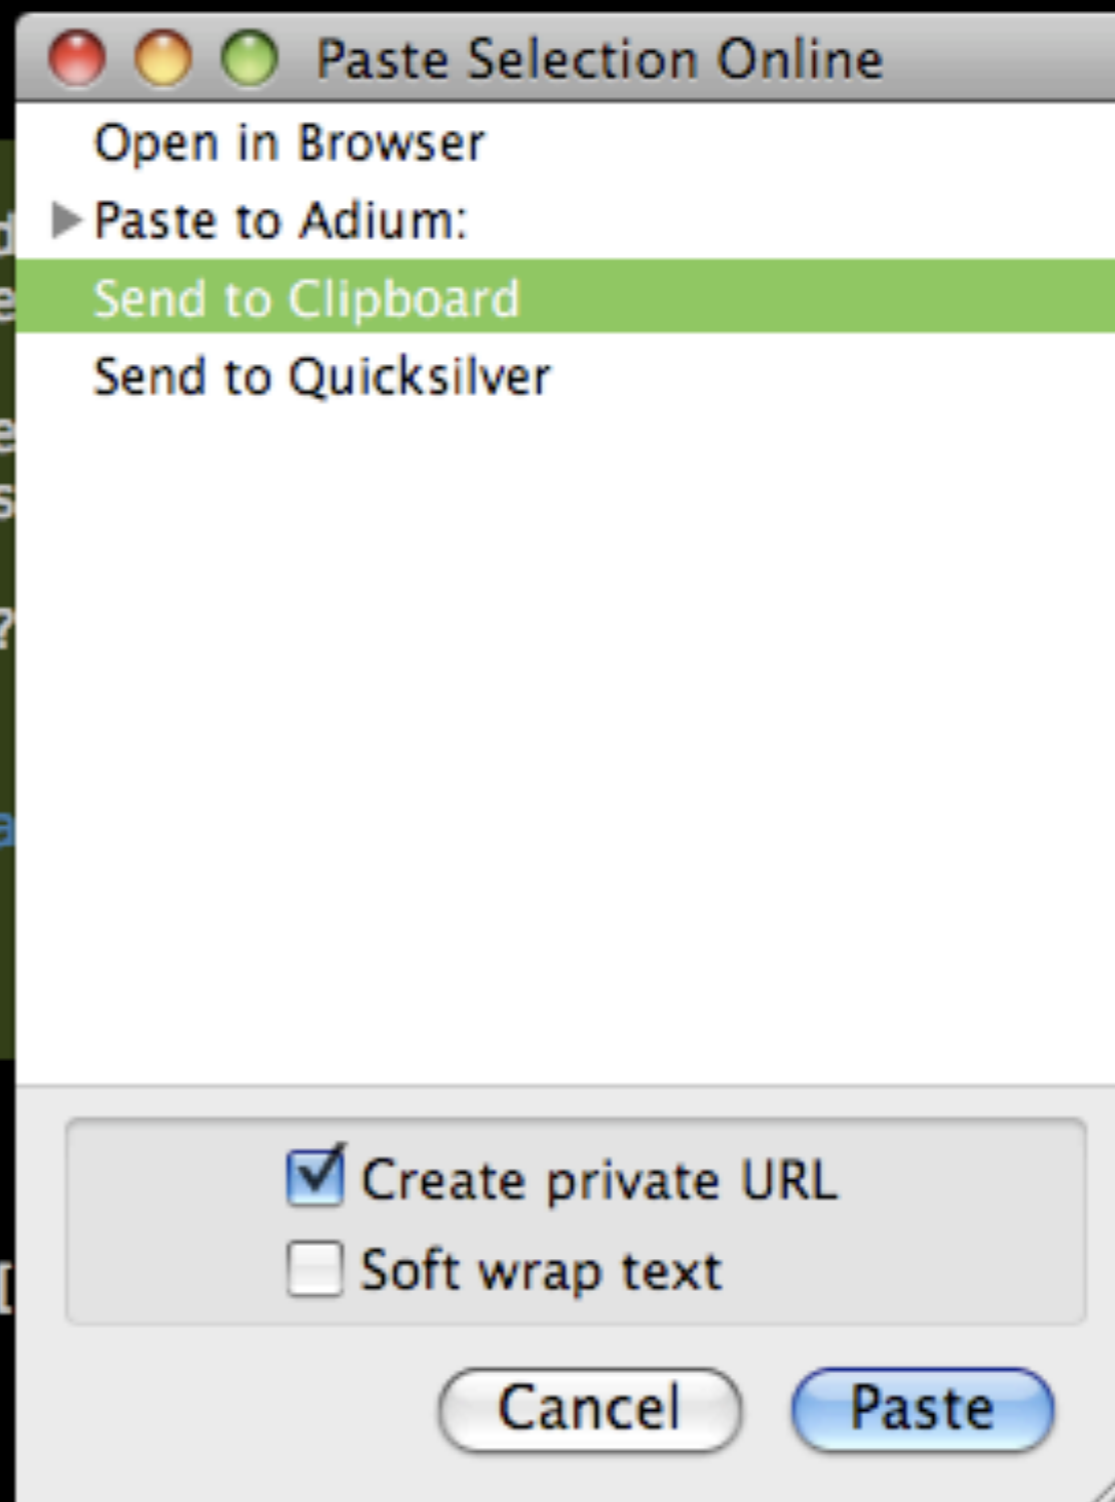 Paste Selection Online
Open in Browser
Paste to Adium:
Send to Clipboard
Send to Quicksilver
Create private URL
Soft wrap text
Cancel
Paste